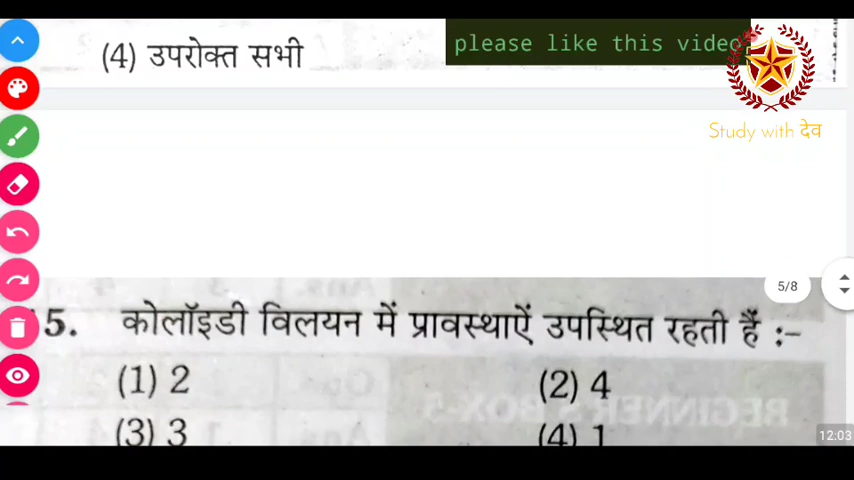 (4) उपरोक्त सभी
please like this video
Study with देव
5/8
5. कोलॉइडी विलयन में प्रावस्थाऐं उपस्थित रहती हैं :–
(1) 2
(2) 4
(3) 3
(4) 1
12:03